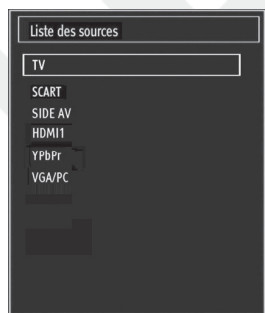 Liste des sources
TV
SCART
SIDE AV
HDMI1
YPbPr
VGA/PC